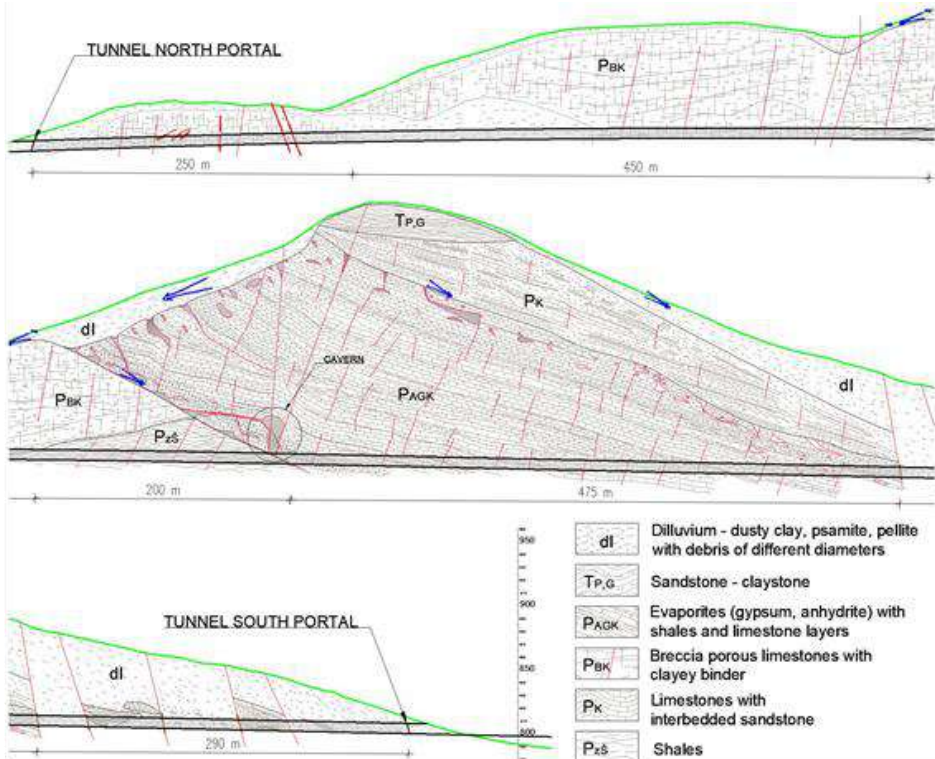 TUNNEL NORTH PORTAL
PBK
250 m
450 m
TP,G
PK
dl
CAVERN
PAGK
dl
PBK
PzŠ
200 m
475 m
TUNNEL SOUTH PORTAL
dl
290 m
950
900
850
800
dl Dilluvium - dusty clay, psamite, pellite
with debris of different diameters
TP,G Sandstone - claystone
PAGK Evaporites (gypsum, anhydrite) with
shales and limestone layers
PBK Breccia porous limestones with
clayey binder
PK Limestones with
interbedded sandstone
PzŠ Shales